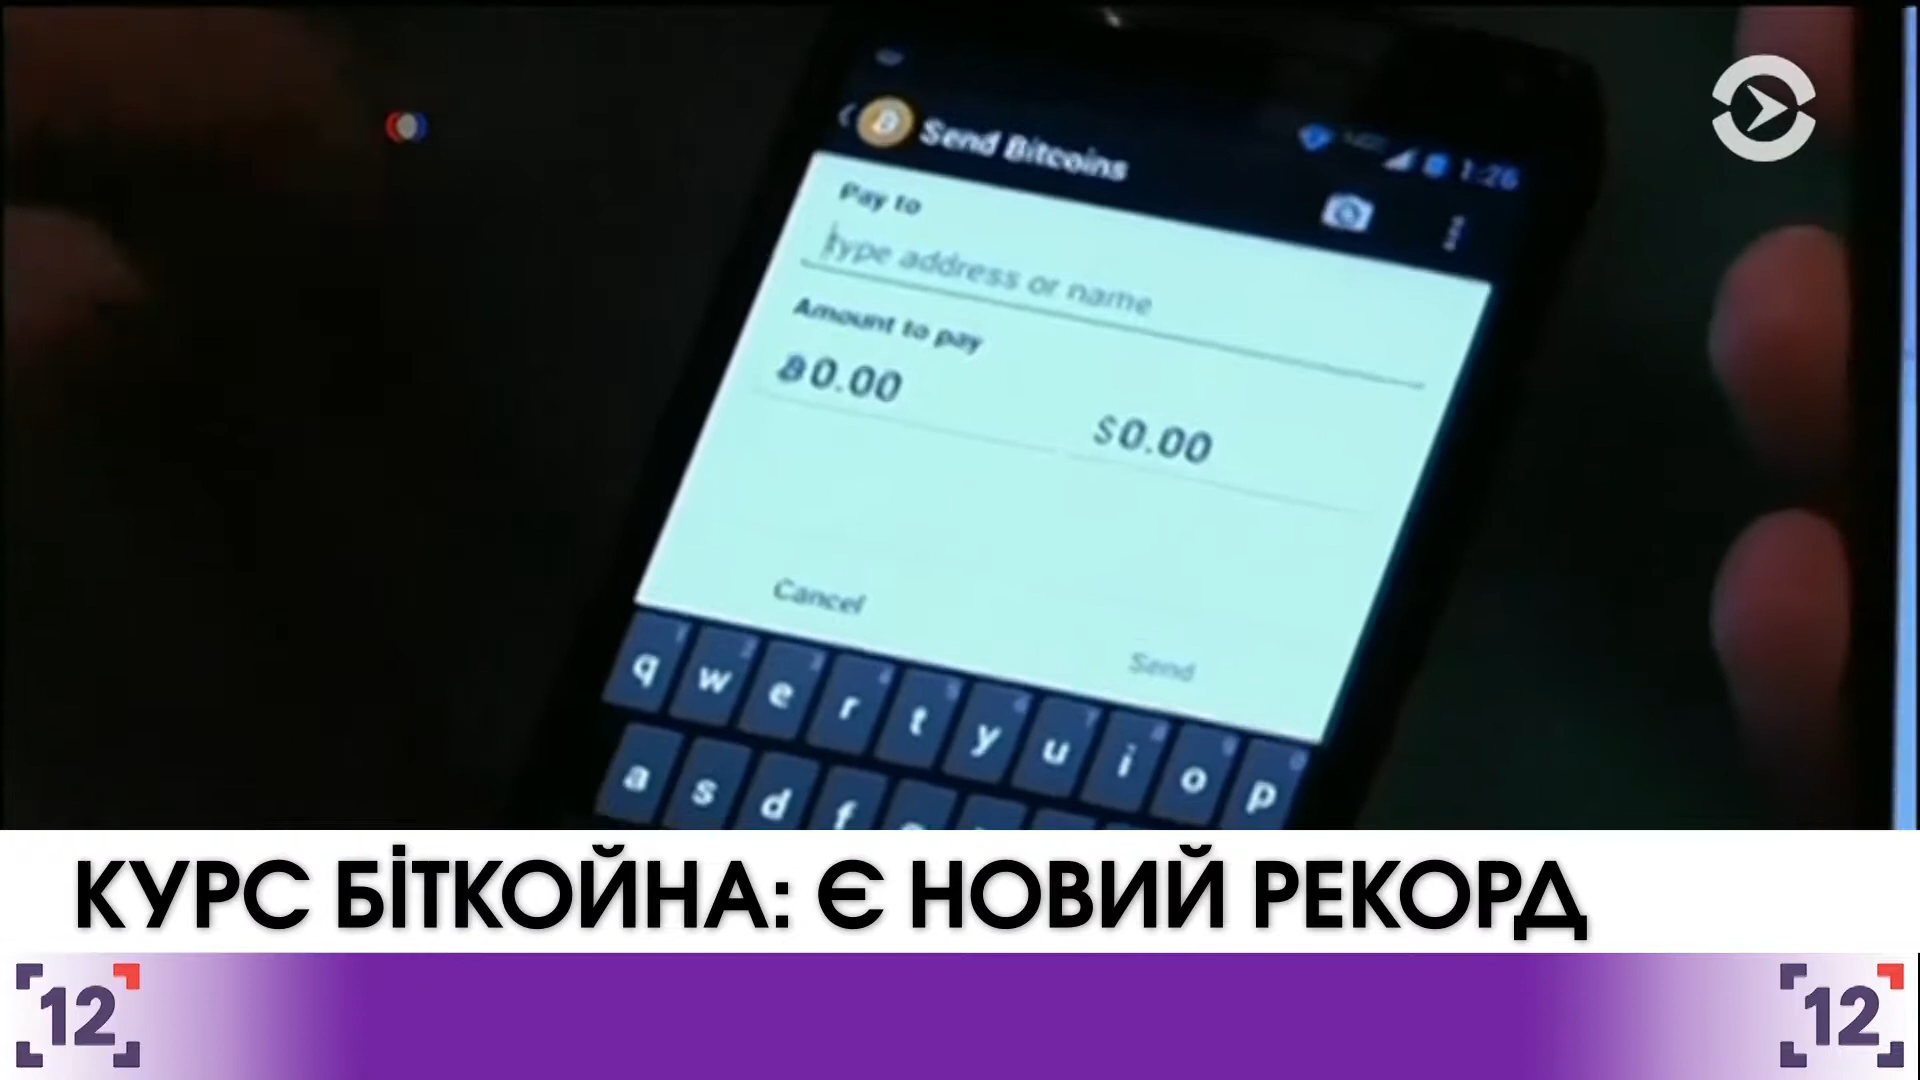 1:26
Send Bitcoins
Pay to
type address or name
Amount to pay
0.00
$0.00
Cancel
Send
q w e r t y u i o p
a s d f
КУРС БІТКОЙНА: Є НОВИЙ РЕКОРД
12
12